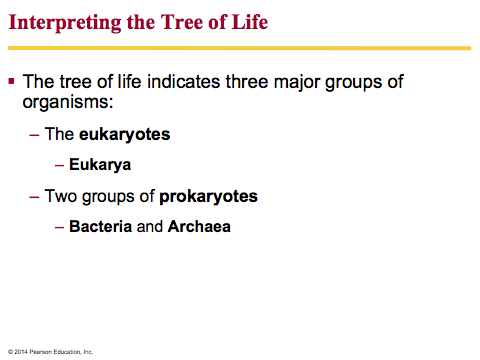 Interpreting the Tree of Life
▪ The tree of life indicates three major groups of
organisms:
– The eukaryotes
– Eukarya
– Two groups of prokaryotes
– Bacteria and Archaea
© 2014 Pearson Education, Inc.